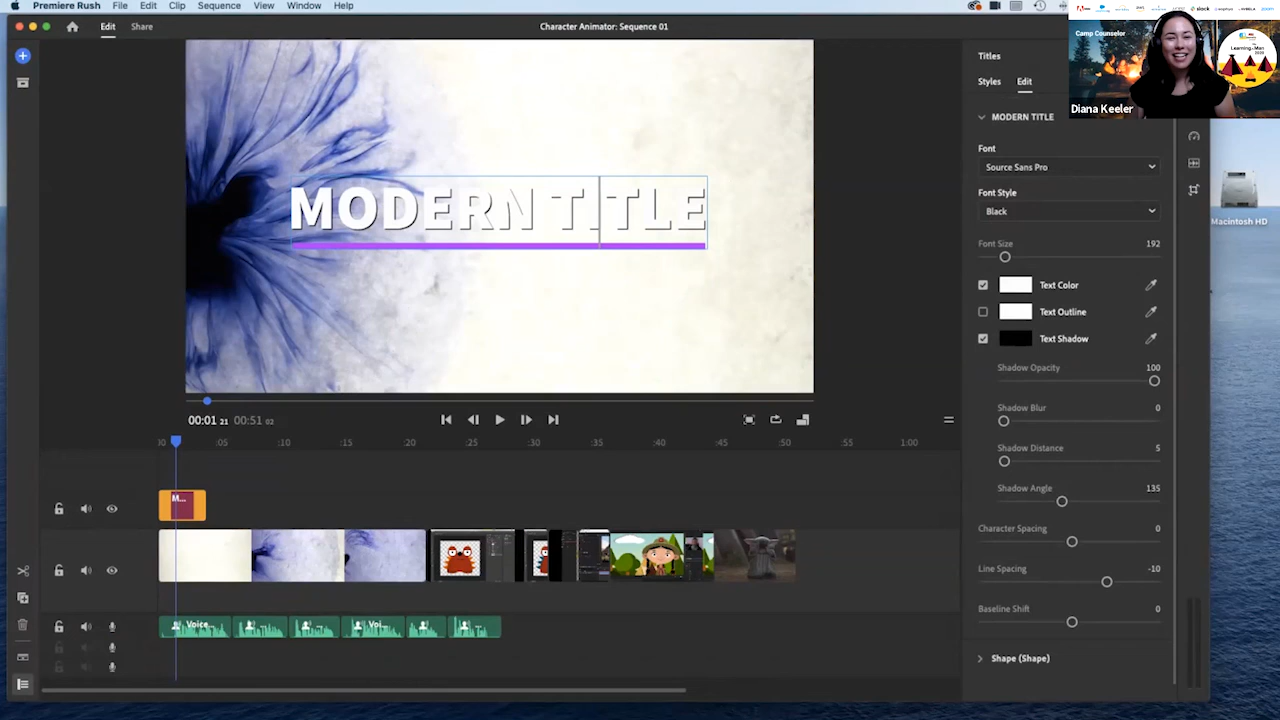 Premiere Rush File Edit Clip Sequence View Window Help
Character Animator: Sequence 01
Edit Share
slack
Camp Counselor
Learning Man
2020
Diana Keeler
Macintosh HD
MODERN TITLE
Titles
Styles Edit
MODERN TITLE
Font
Source Sans Pro
Font Style
Black
Font Size 192
Text Color
Text Outline
Text Shadow
Shadow Opacity 100
Shadow Blur 0
Shadow Distance 5
Shadow Angle 135
Character Spacing 0
Line Spacing -10
Baseline Shift 0
Shape (Shape)
00:01 21 00:51 02
:00 :05 :10 :15 :20 :25 :30 :35 :40 :45 :50 :55 1:00
M...
Voice... ... ... Voi... ... ...